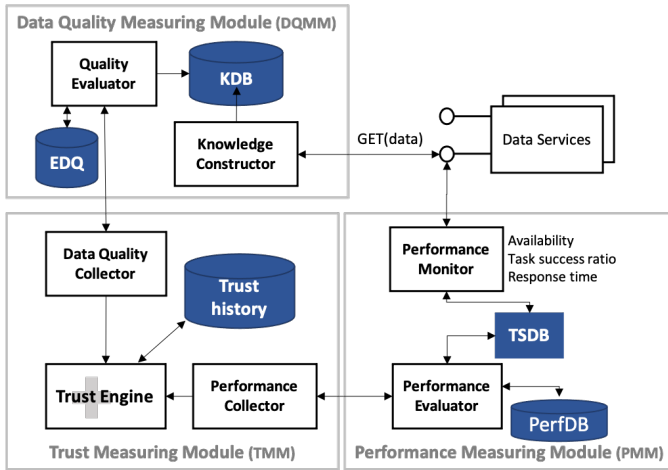 Data Quality Measuring Module (DQMM)
Quality
Evaluator
KDB
EDQ
Knowledge
Constructor
GET(data)
Data Services
Data Quality
Collector
Trust
history
Trust Engine
Performance
Collector
Trust Measuring Module (TMM)
Performance
Monitor
Availability
Task success ratio
Response time
TSDB
Performance
Evaluator
PerfDB
Performance Measuring Module (PMM)